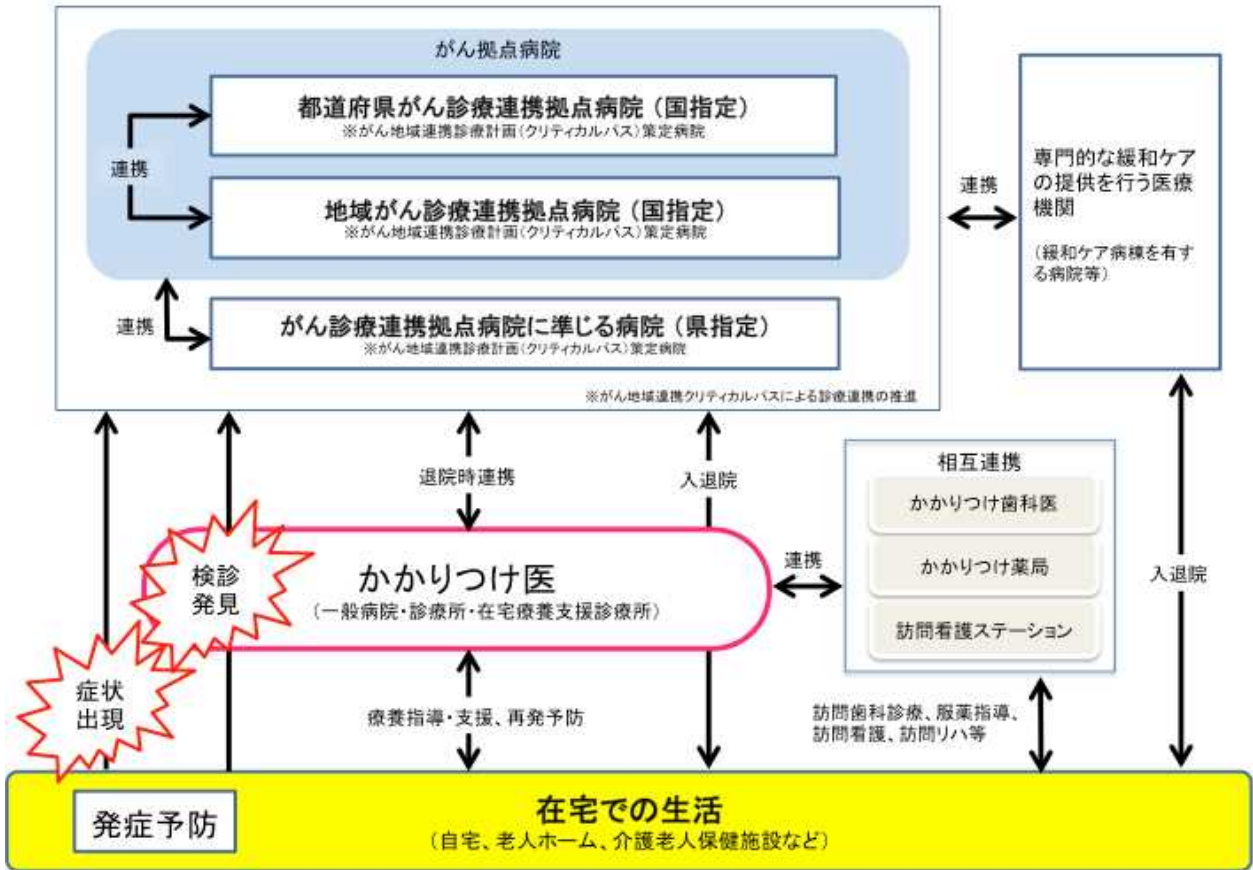 がん拠点病院
都道府県がん診療連携拠点病院（国指定）
※がん地域連携診療計画（クリティカルパス）策定病院
連携
地域がん診療連携拠点病院（国指定）
※がん地域連携診療計画（クリティカルパス）策定病院
連携
がん診療連携拠点病院に準じる病院（県指定）
※がん地域連携診療計画（クリティカルパス）策定病院
※がん地域連携クリティカルパスによる診療連携の推進
連携
専門的な緩和ケア
の提供を行う医療
機関
（緩和ケア病棟を有す
る病院等）
退院時連携
入退院
相互連携
かかりつけ歯科医
かかりつけ薬局
訪問看護ステーション
連携
入退院
検診
発見
かかりつけ医
（一般病院・診療所・在宅療養支援診療所）
症状
出現
療養指導・支援、再発予防
訪問歯科診療、服薬指導、
訪問看護、訪問リハ等
発症予防
在宅での生活
（自宅、老人ホーム、介護老人保健施設など）